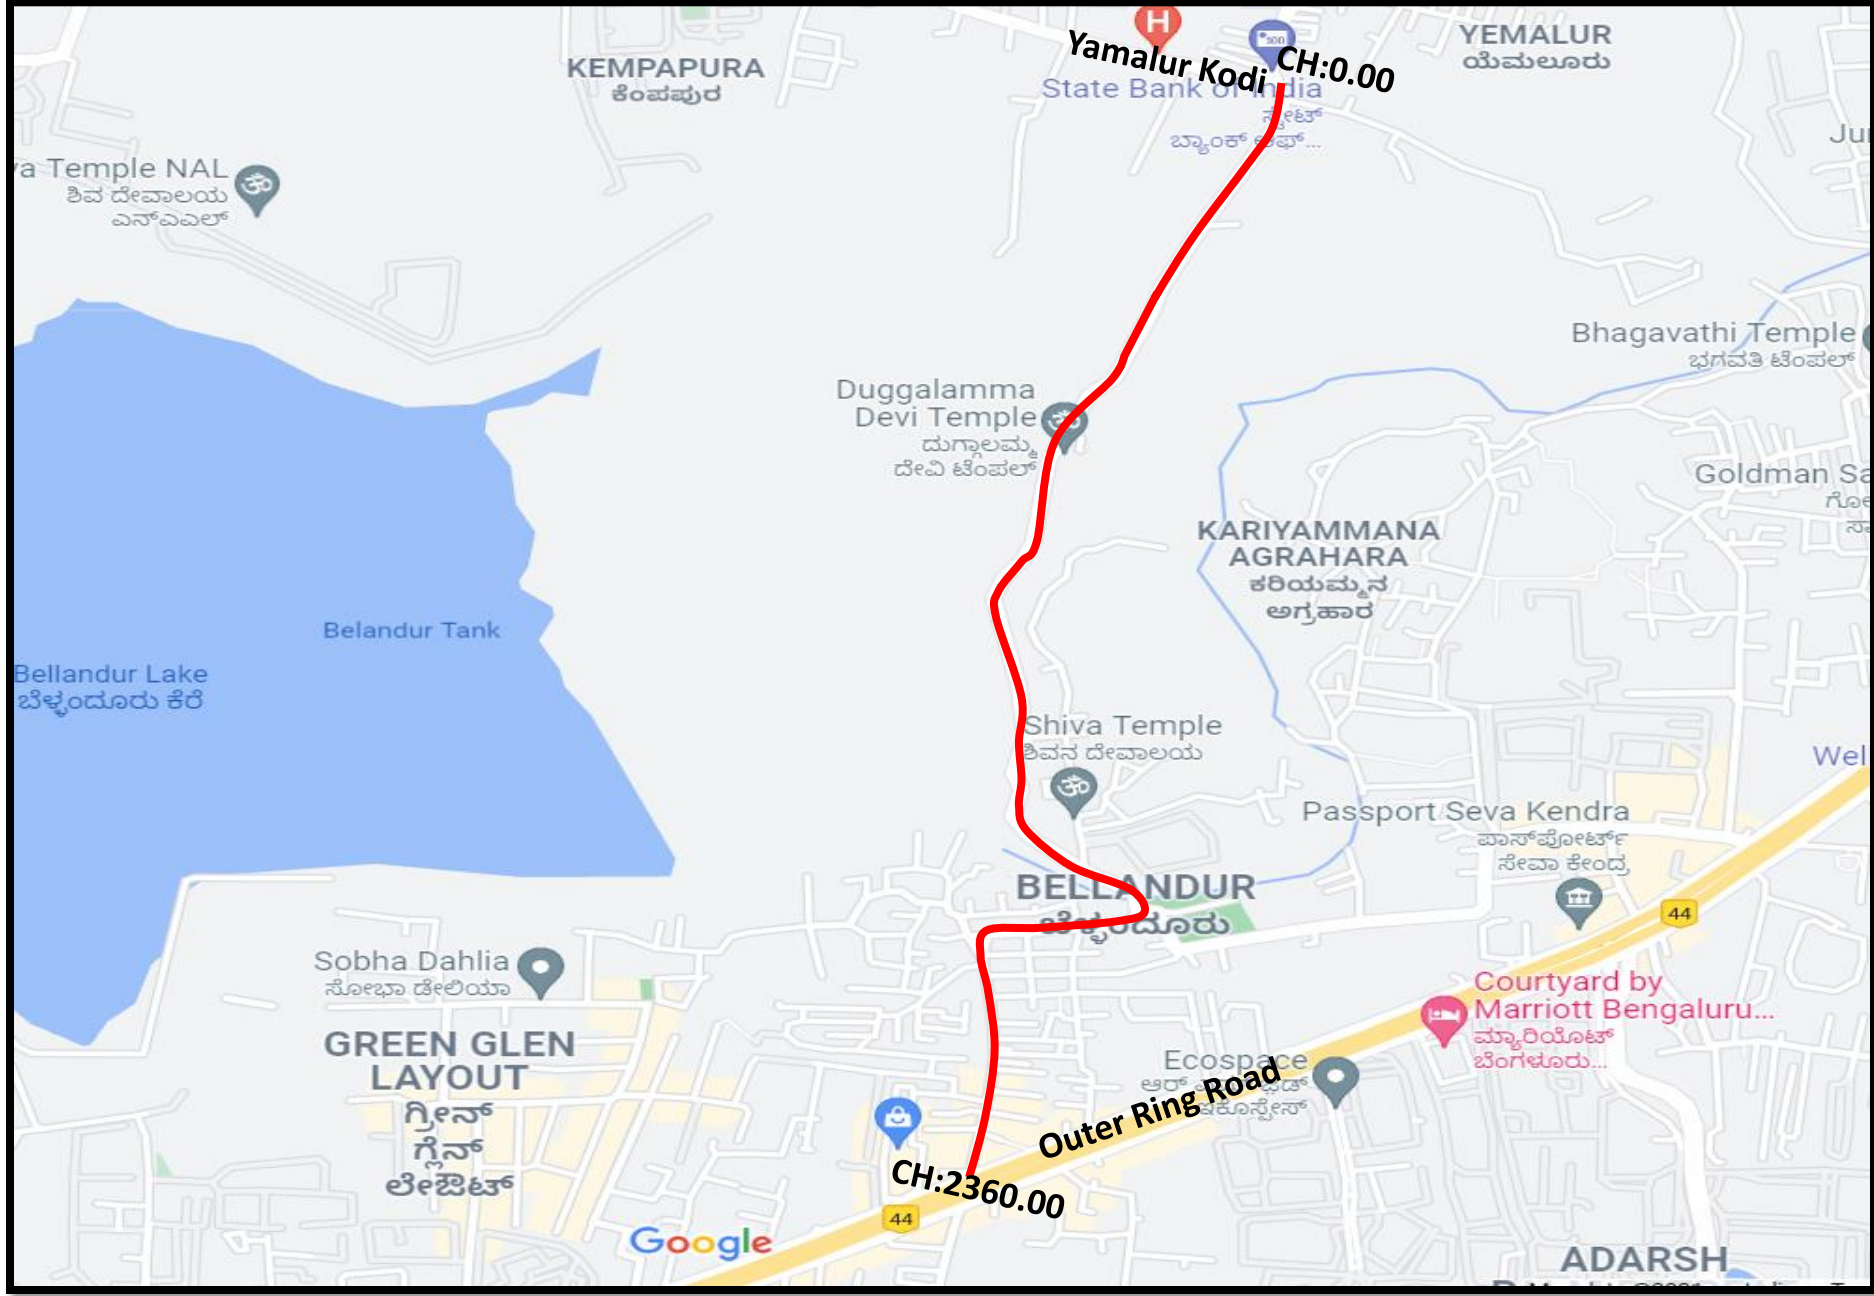 Yamalur Kodi
CH:0.00
YEMALUR
ಯೆಮಲೂರು
KEMPAPURA
ಕೆಂಪಪುರ
State Bank of India
ಸ್ಟೇಟ್
ಬ್ಯಾಂಕ್ ಆಫ್...
H
a Temple NAL
ಶಿವ ದೇವಾಲಯ
ಎನ್ಎಎಲ್
Bhagavathi Temple
ಭಗವತಿ ಟೆಂಪಲ್
Duggalamma
Devi Temple
ದುಗ್ಗಾಲಮ್ಮ
ದೇವಿ ಟೆಂಪಲ್
Goldman Sa
KARIYAMMANA
AGRAHARA
ಕರಿಯಮ್ಮನ
ಅಗ್ರಹಾರ
Belandur Tank
Bellandur Lake
ಬೆಳ್ಳಂದೂರು ಕೆರೆ
Shiva Temple
ಶಿವನ ದೇವಾಲಯ
Wel
Passport Seva Kendra
ಪಾಸ್‌ಪೋರ್ಟ್
ಸೇವಾ ಕೇಂದ್ರ
BELLANDUR
ಬೆಳ್ಳಂದೂರು
44
Sobha Dahlia
ಸೋಭಾ ಡೇಲಿಯಾ
Courtyard by
Marriott Bengaluru...
ಮ್ಯಾರಿಯೊಟ್
ಬೆಂಗಳೂರು...
GREEN GLEN
LAYOUT
ಗ್ರೀನ್
ಗ್ಲೆನ್
ಲೇಔಟ್
Ecospace
ಆರ್
ಇಕೊಸ್ಪೇಸ್
Outer Ring Road
CH:2360.00
44
Google
ADARSH